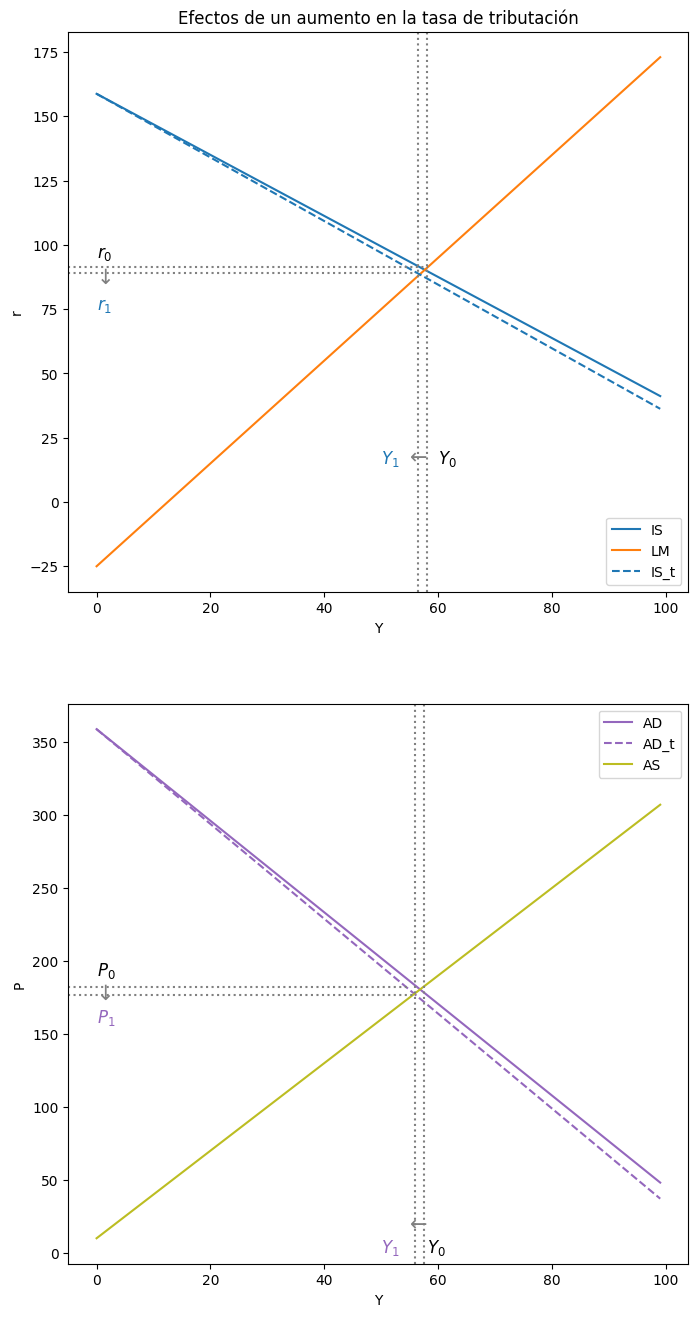 Efectos de un aumento en la tasa de tributación
175
150
125
100
75
50
25
0
−25
r
r₀
↓
r₁
Y₁ ← Y₀
IS
LM
IS_t
0 20 40 60 80 100
Y
350
300
250
200
150
100
50
0
P
AD
AD_t
AS
P₀
↓
P₁
←
Y₁ Y₀
0 20 40 60 80 100
Y